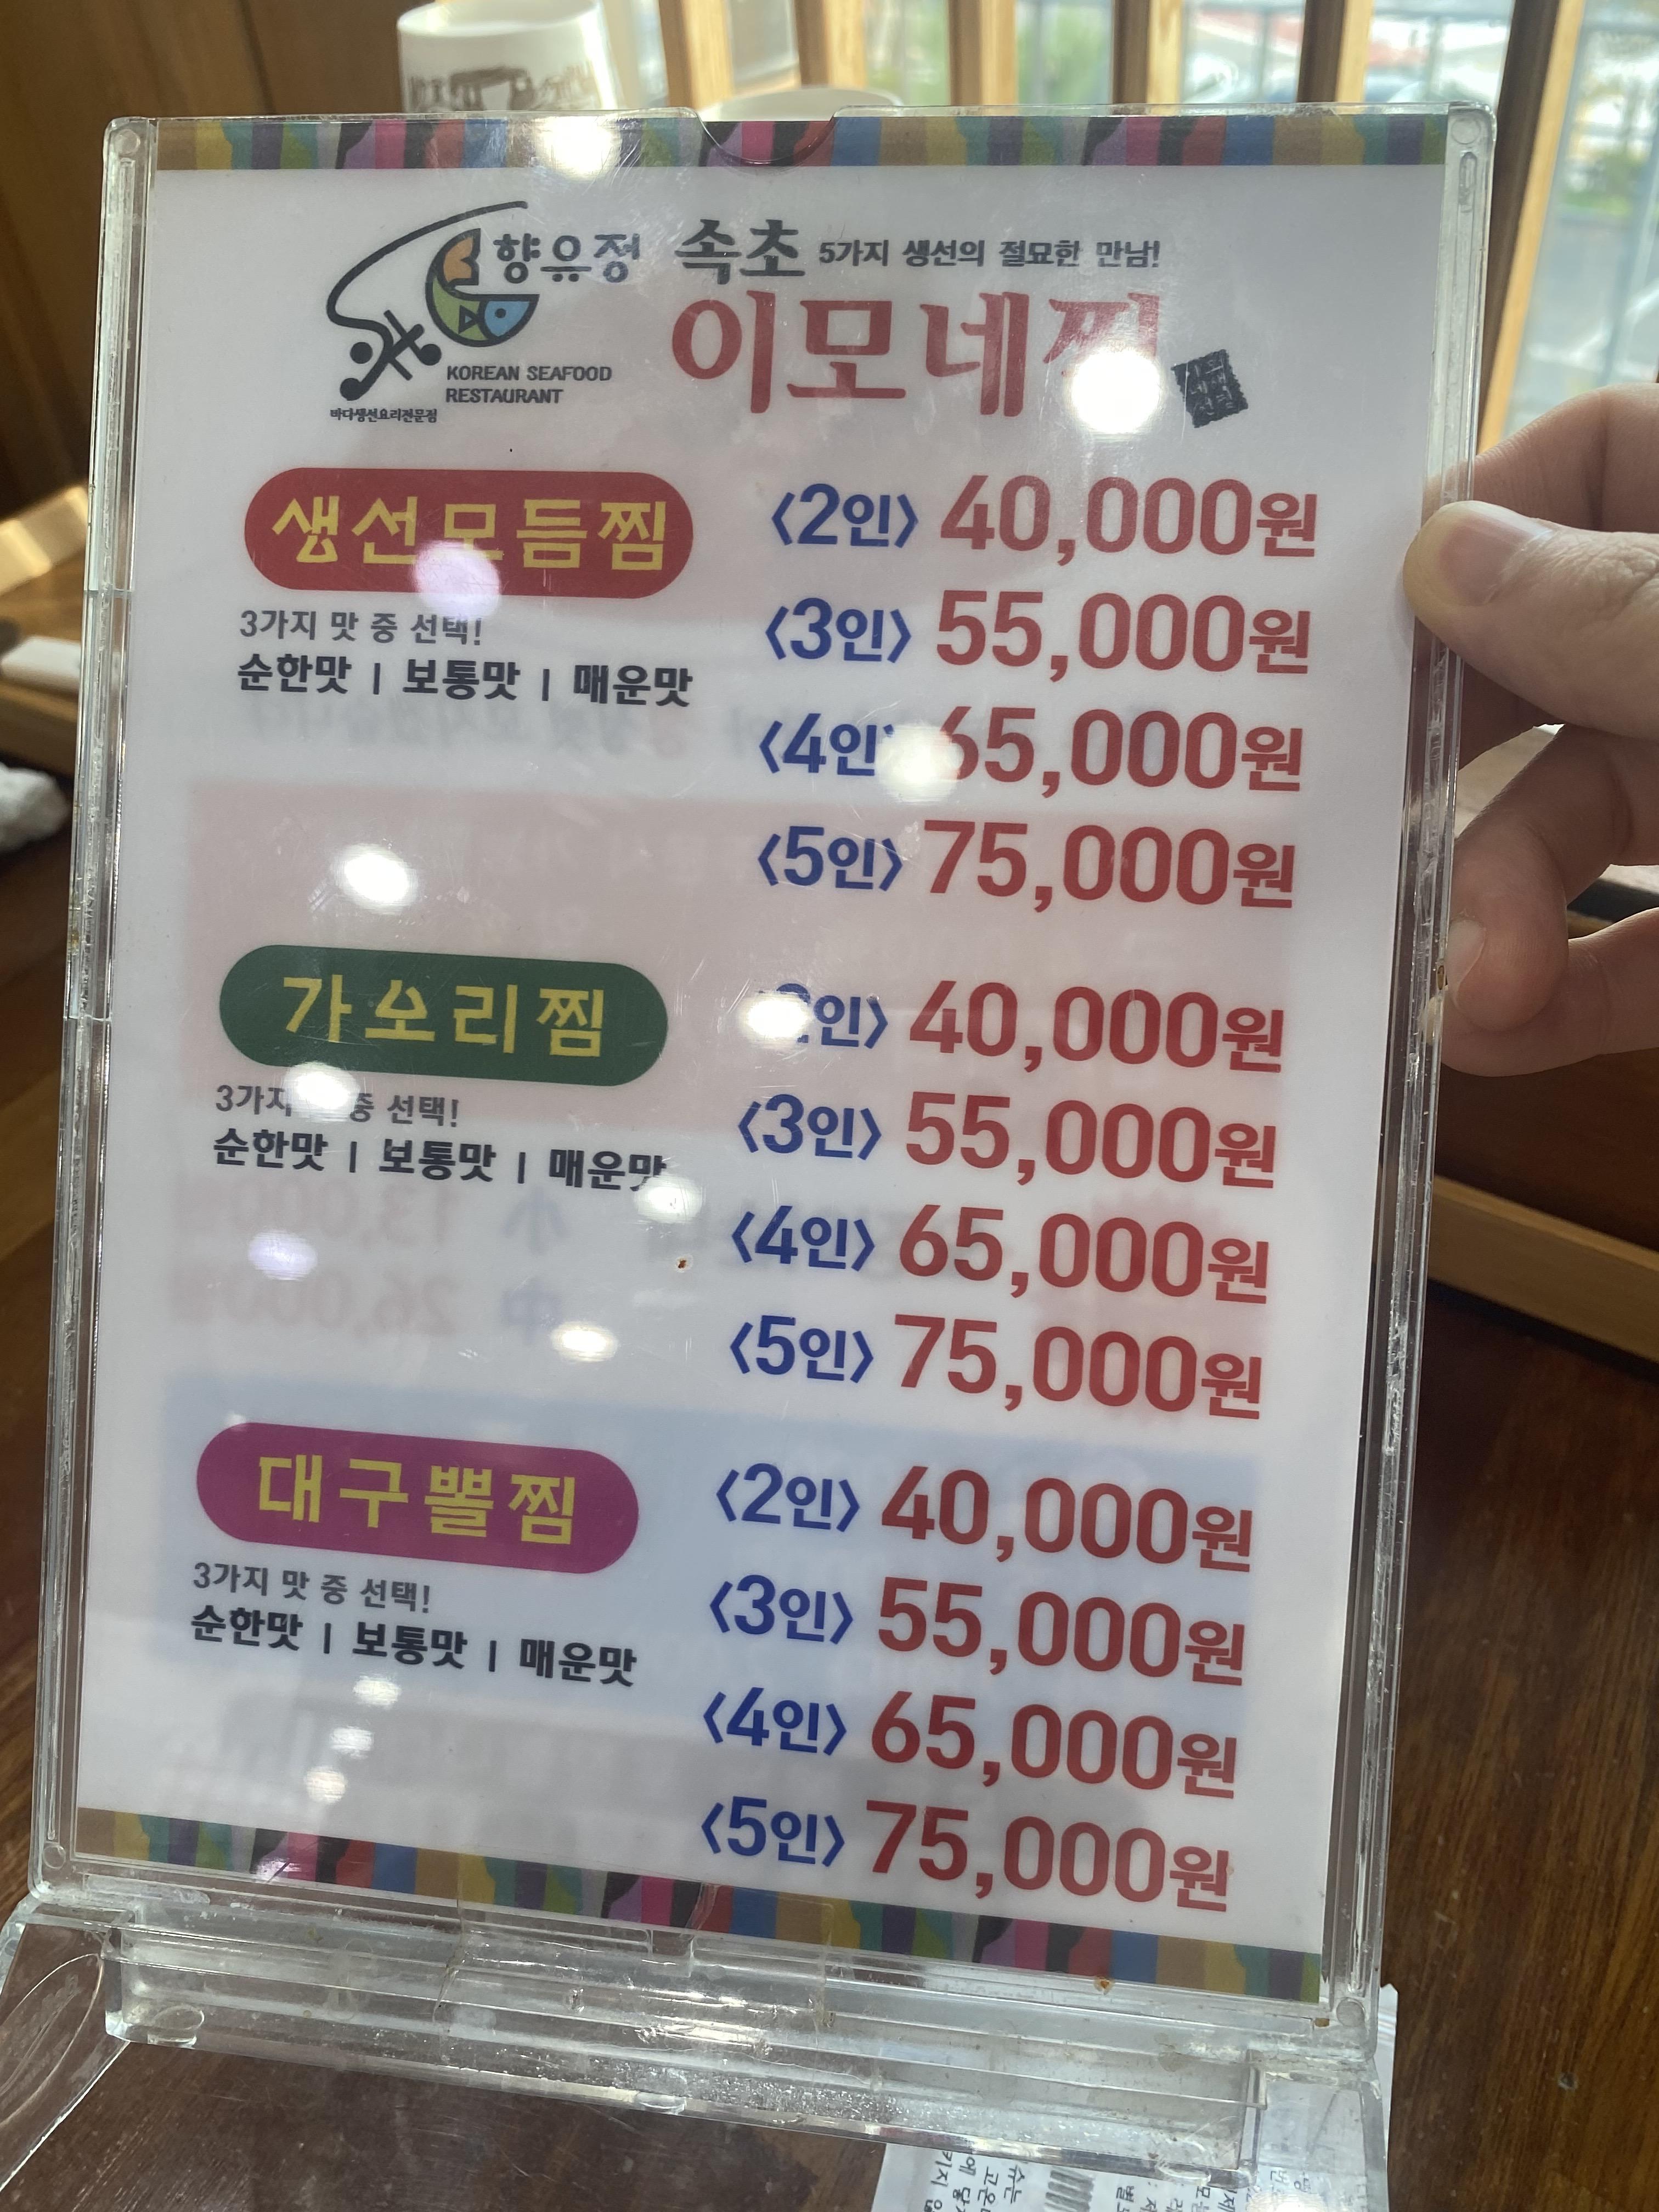 향유정
KOREAN SEAFOOD
RESTAURANT
바다생선요리전문점
속초 5가지 생선의 절묘한 만남!
이모네찜
생선모듬찜
3가지 맛 중 선택!
순한맛 | 보통맛 | 매운맛
〈2인〉 40,000원
〈3인〉 55,000원
〈4인〉 65,000원
〈5인〉 75,000원
가오리찜
3가지 중 선택!
순한맛 | 보통맛 | 매운맛
2인〉 40,000원
〈3인〉 55,000원
〈4인〉 65,000원
〈5인〉 75,000원
대구뽈찜
3가지 맛 중 선택!
순한맛 | 보통맛 | 매운맛
〈2인〉 40,000원
〈3인〉 55,000원
〈4인〉 65,000원
〈5인〉 75,000원